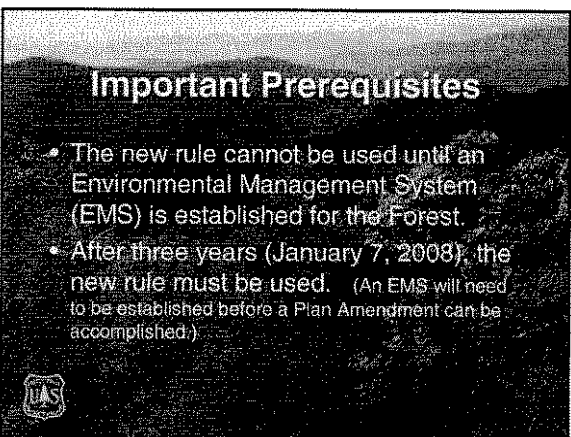 Important Prerequisites
• The new rule cannot be used until an
Environmental Management System
(EMS) is established for the Forest.
• After three years (January 7, 2008), the
new rule must be used. (An EMS will need
to be established before a Plan Amendment can be
accomplished.)
UAS